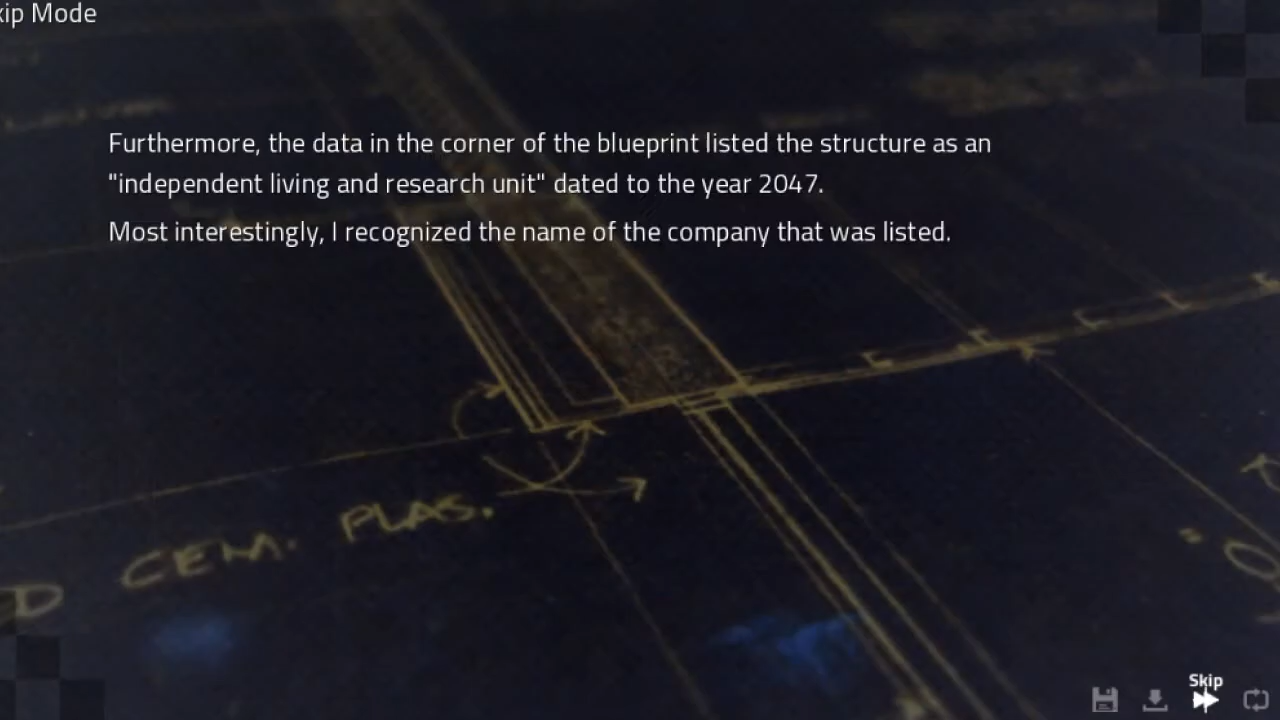 kip Mode
Furthermore, the data in the corner of the blueprint listed the structure as an
"independent living and research unit" dated to the year 2047.
Most interestingly, I recognized the name of the company that was listed.
D CEM. PLAS.
Skip